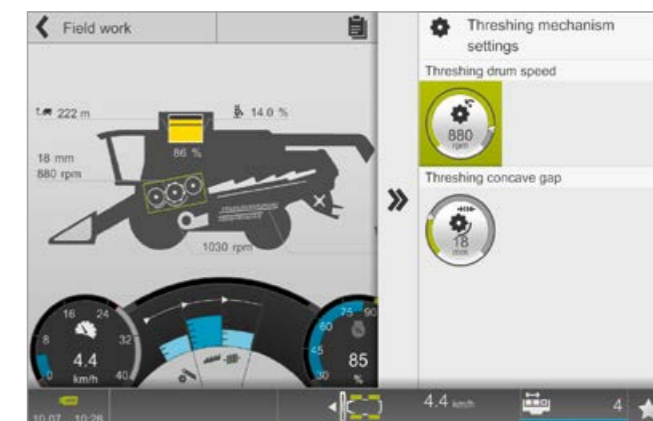 Field work
Threshing mechanism
settings
Threshing drum speed
880
rpm
Threshing concave gap
18
mm
222 m
14.0 %
86 %
18 mm
880 rpm
1030 rpm
16 24
8 32
0 40
4.4
km/h
75 90
60
45
30
85
%
10.07 10:26
4.4 km/h
4